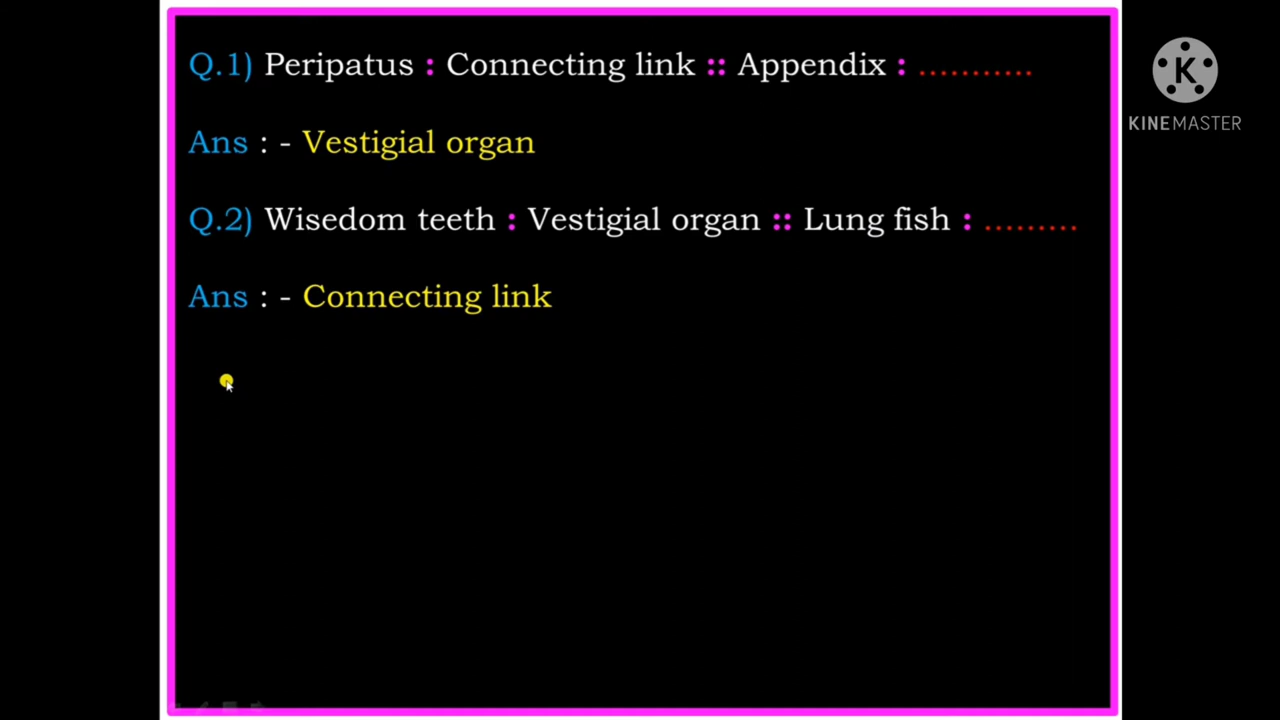 Q.1) Peripatus : Connecting link :: Appendix : ...........
Ans : - Vestigial organ
Q.2) Wisedom teeth : Vestigial organ :: Lung fish : .........
Ans : - Connecting link
K
KINEMASTER